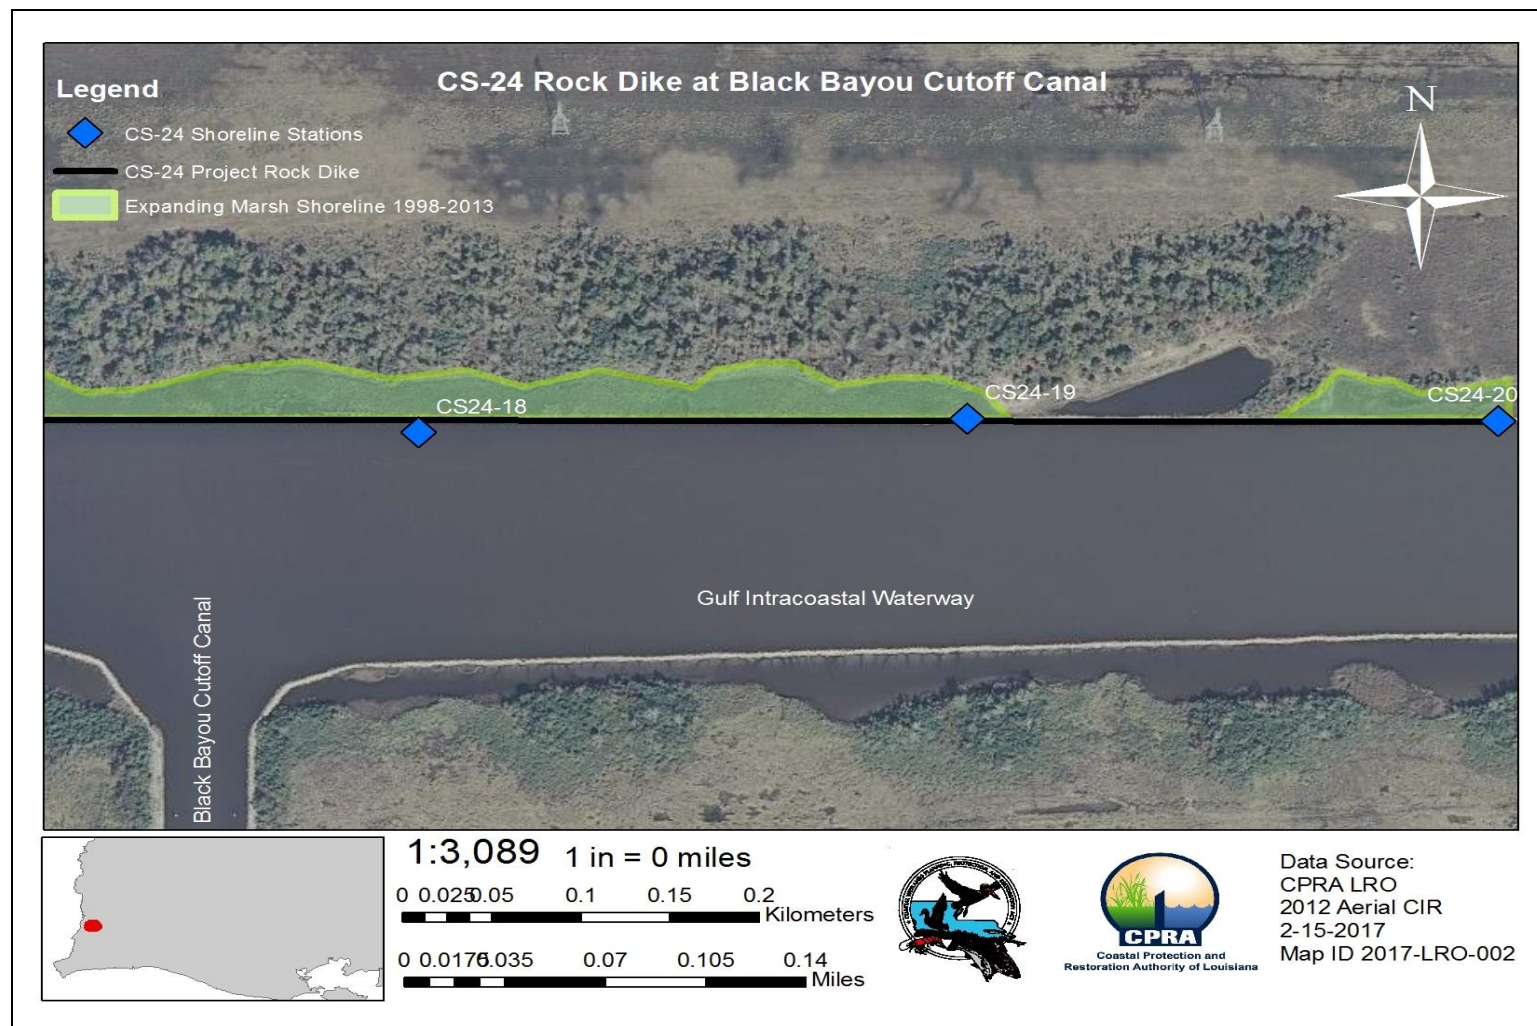 CS-24 Rock Dike at Black Bayou Cutoff Canal
Legend
CS-24 Shoreline Stations
CS-24 Project Rock Dike
Expanding Marsh Shoreline 1998-2013
N
CS24-18
CS24-19
CS24-20
Gulf Intracoastal Waterway
Black Bayou Cutoff Canal
1:3,089 1 in = 0 miles
0 0.025 0.05 0.1 0.15 0.2
Kilometers
0 0.0175 0.035 0.07 0.105 0.14
Miles
CPRA
Coastal Protection and
Restoration Authority of Louisiana
Data Source:
CPRA LRO
2012 Aerial CIR
2-15-2017
Map ID 2017-LRO-002